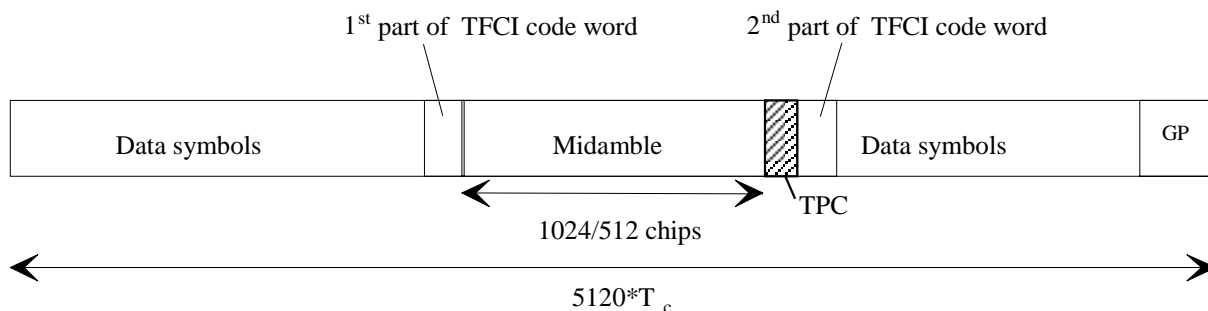 1st part of TFCI code word
2nd part of TFCI code word
Data symbols
Midamble
Data symbols
GP
TPC
1024/512 chips
5120*T c